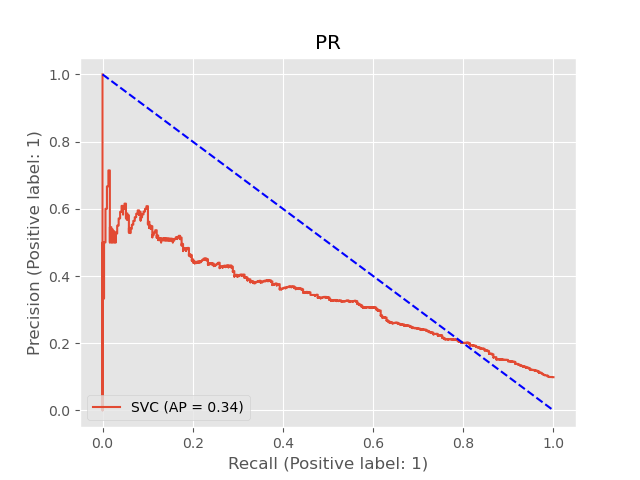 PR
Precision (Positive label: 1)
1.0
0.8
0.6
0.4
0.2
0.0
SVC (AP = 0.34)
0.0 0.2 0.4 0.6 0.8 1.0
Recall (Positive label: 1)